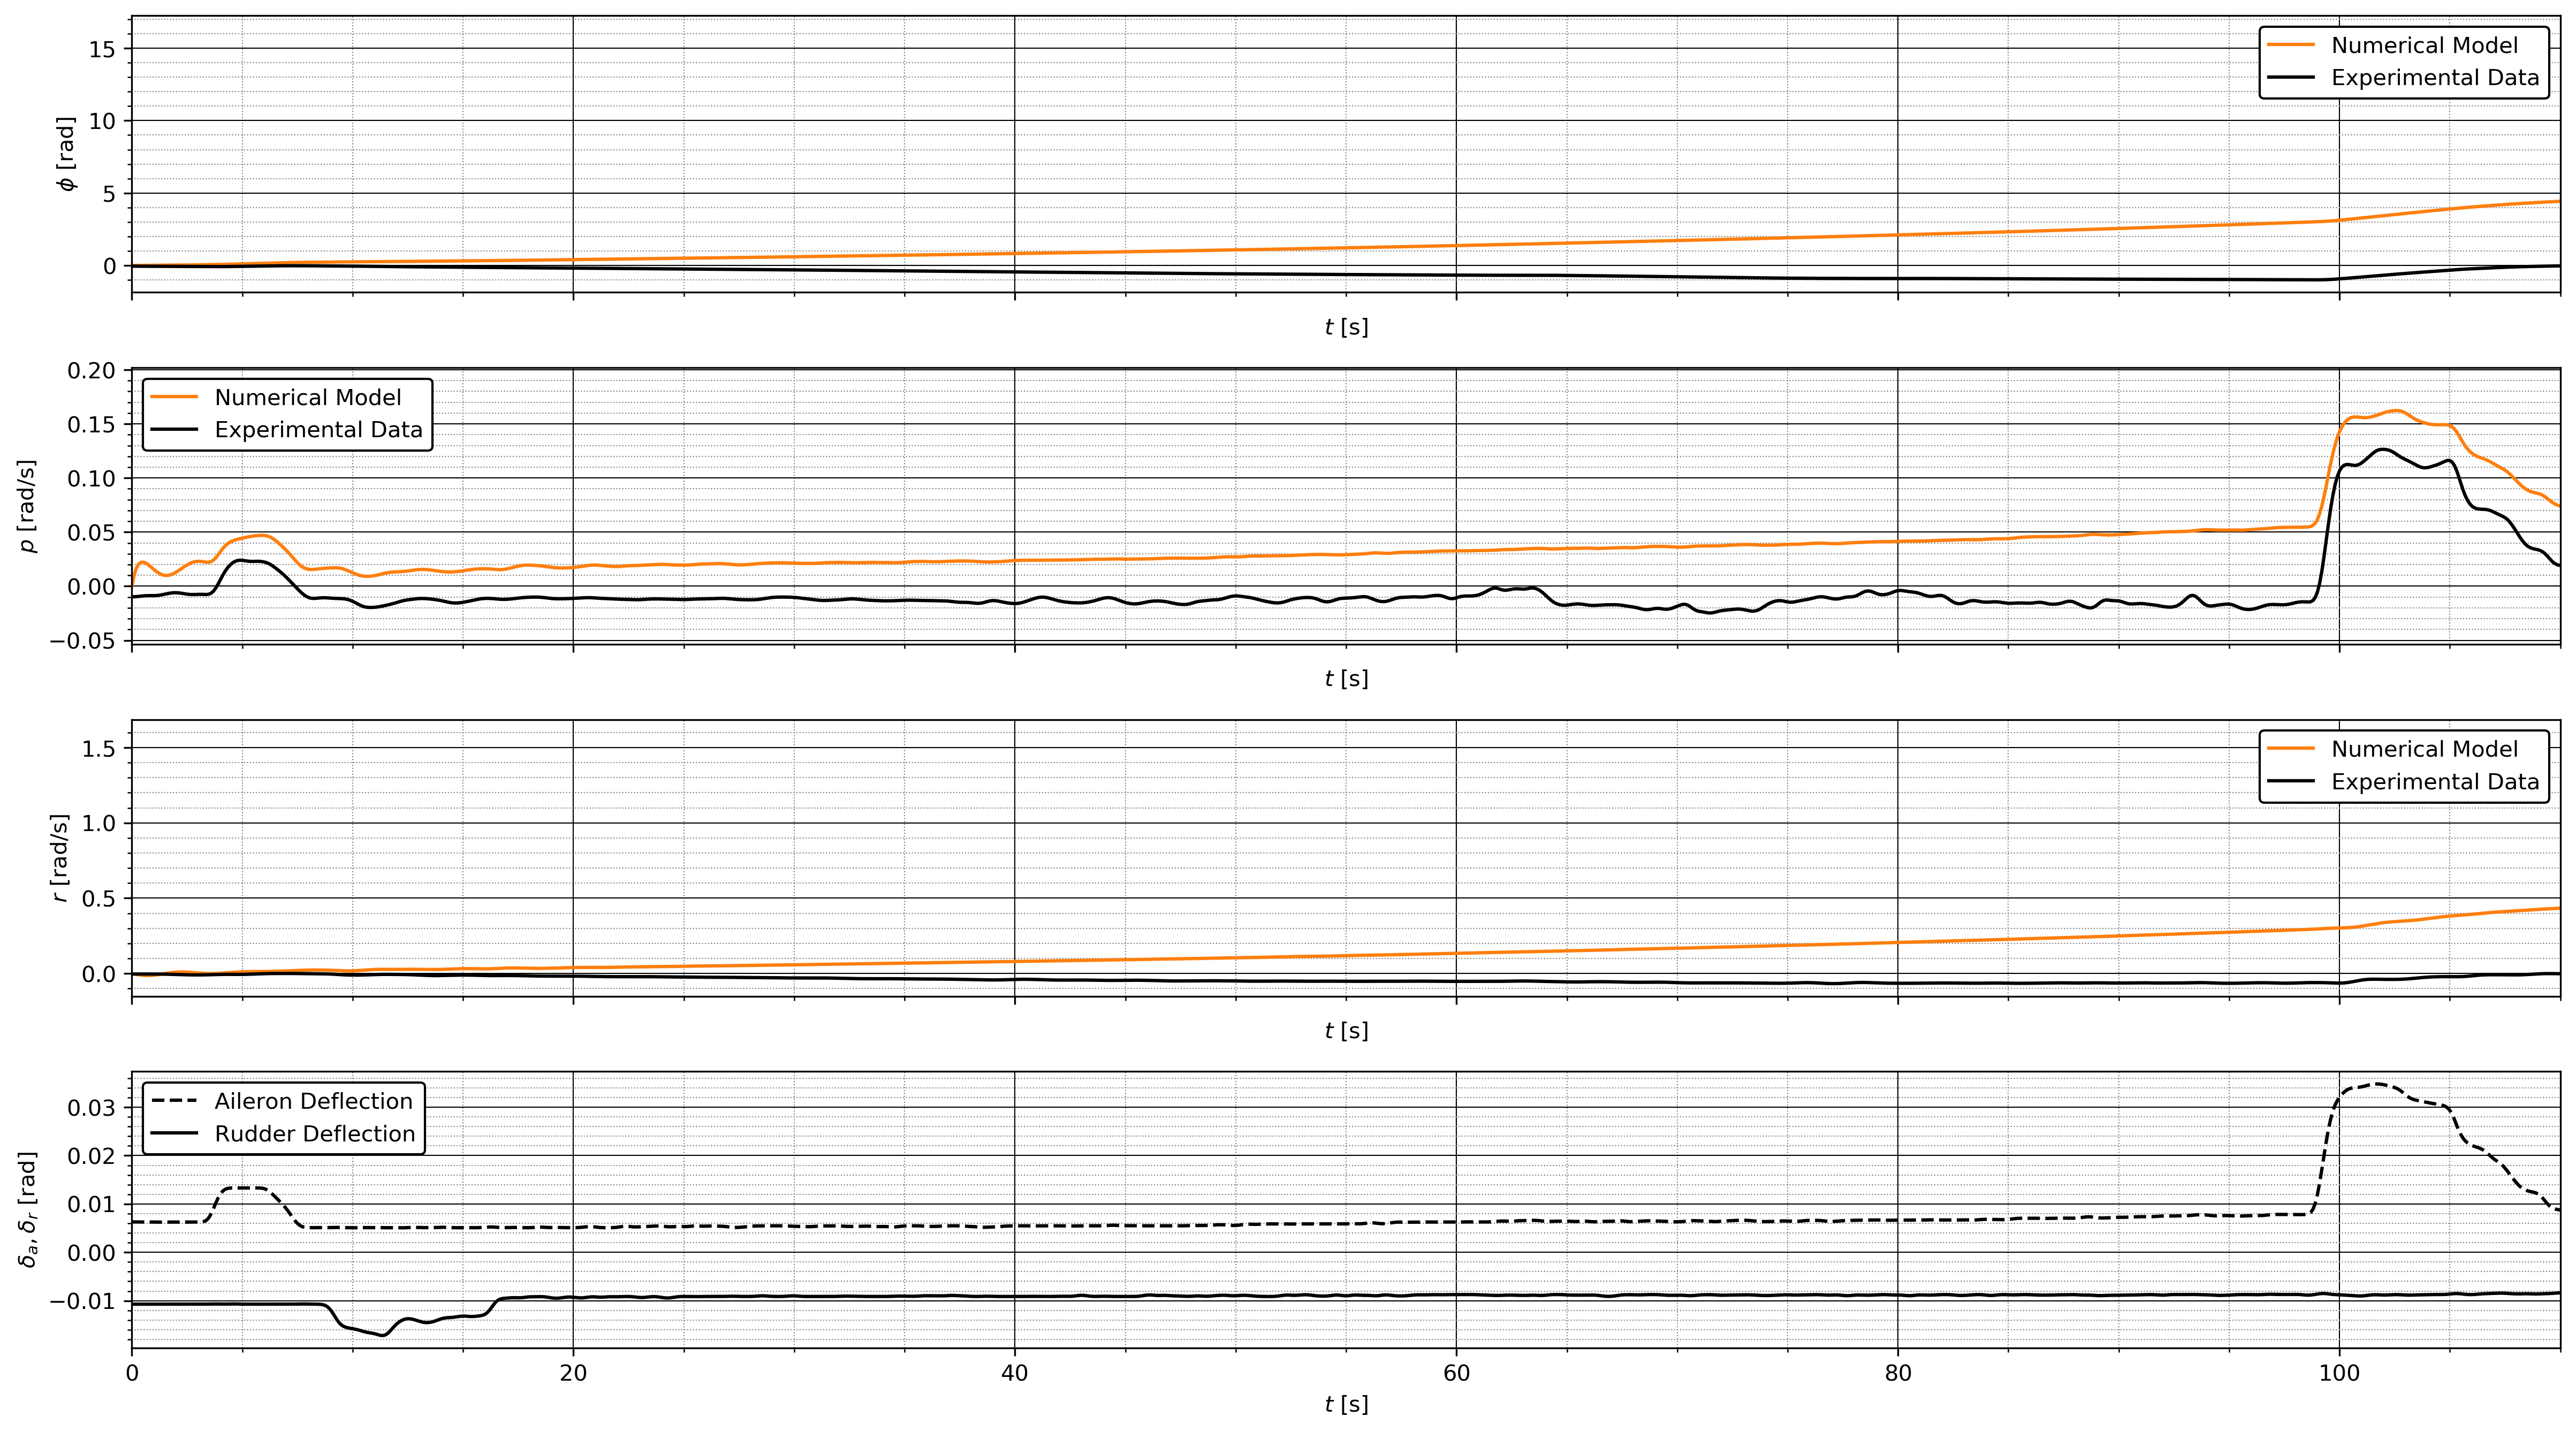 15
10
5
0
ϕ [rad]
Numerical Model
Experimental Data
t [s]
0.20
0.15
0.10
0.05
0.00
−0.05
p [rad/s]
Numerical Model
Experimental Data
t [s]
1.5
1.0
0.5
0.0
r [rad/s]
Numerical Model
Experimental Data
t [s]
0.03
0.02
0.01
0.00
−0.01
δa, δr [rad]
Aileron Deflection
Rudder Deflection
0 20 40 60 80 100
t [s]